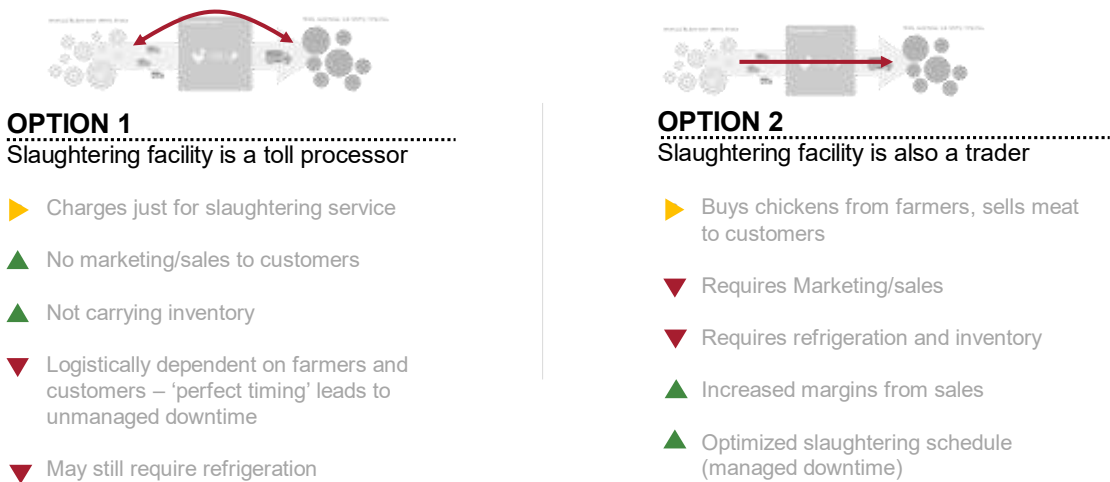 OPTION 1
Slaughtering facility is a toll processor
Charges just for slaughtering service
No marketing/sales to customers
Not carrying inventory
Logistically dependent on farmers and
customers – ‘perfect timing’ leads to
unmanaged downtime
May still require refrigeration
OPTION 2
Slaughtering facility is also a trader
Buys chickens from farmers, sells meat
to customers
Requires Marketing/sales
Requires refrigeration and inventory
Increased margins from sales
Optimized slaughtering schedule
(managed downtime)